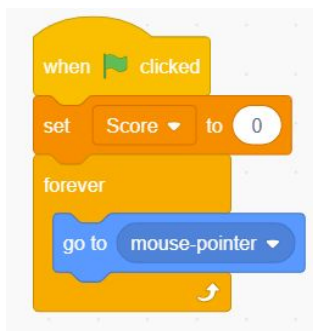 when clicked
set Score to 0
forever
go to mouse-pointer